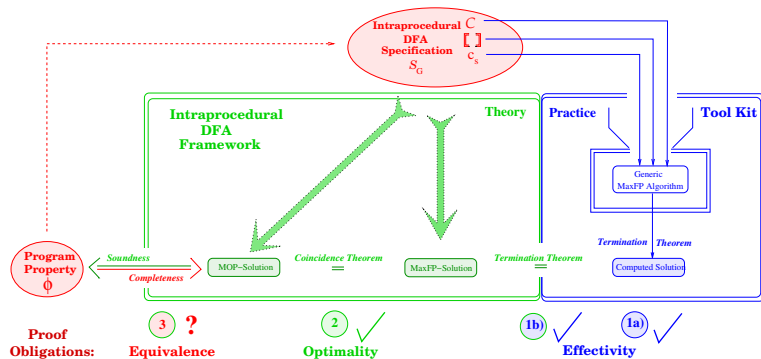 Intraprocedural C
DFA [ ]
Specification c_s
S_G
Intraprocedural
DFA
Framework
Theory
Practice
Tool Kit
Generic
MaxFP Algorithm
Termination Theorem
Program
Property
ϕ
Soundness
Completeness
MOP-Solution
Coincidence Theorem
=
MaxFP-Solution
Termination Theorem
=
Computed Solution
Proof
Obligations:
3 ?
Equivalence
2
Optimality
1b)
1a)
Effectivity